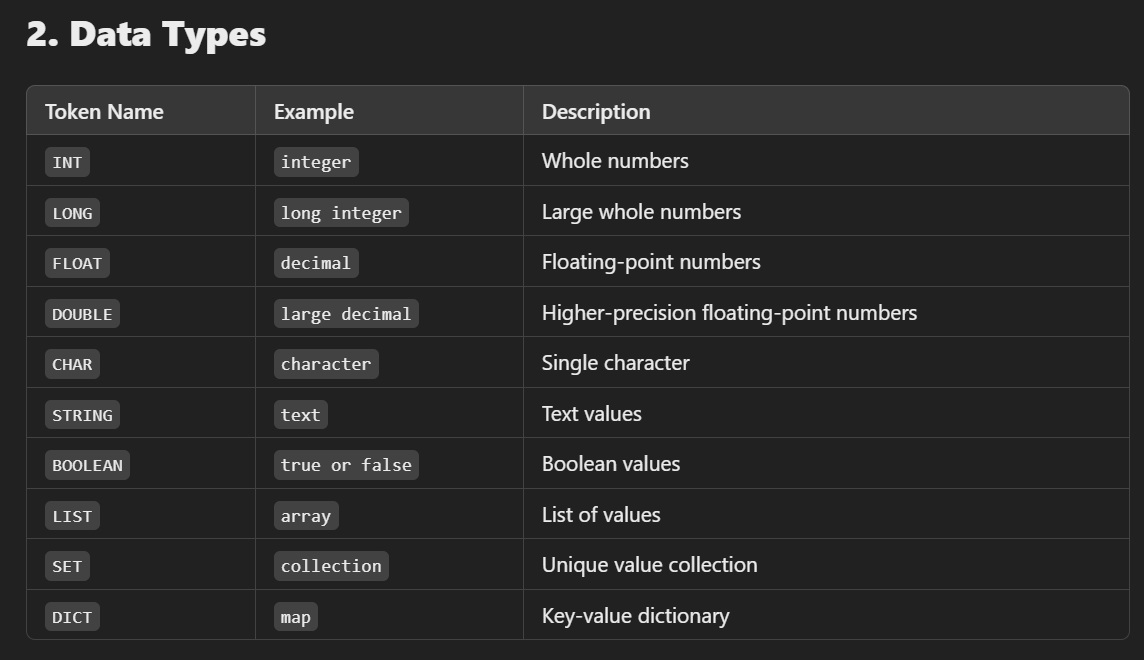 2. Data Types
Token Name Example Description
INT integer Whole numbers
LONG long integer Large whole numbers
FLOAT decimal Floating-point numbers
DOUBLE large decimal Higher-precision floating-point numbers
CHAR character Single character
STRING text Text values
BOOLEAN true or false Boolean values
LIST array List of values
SET collection Unique value collection
DICT map Key-value dictionary